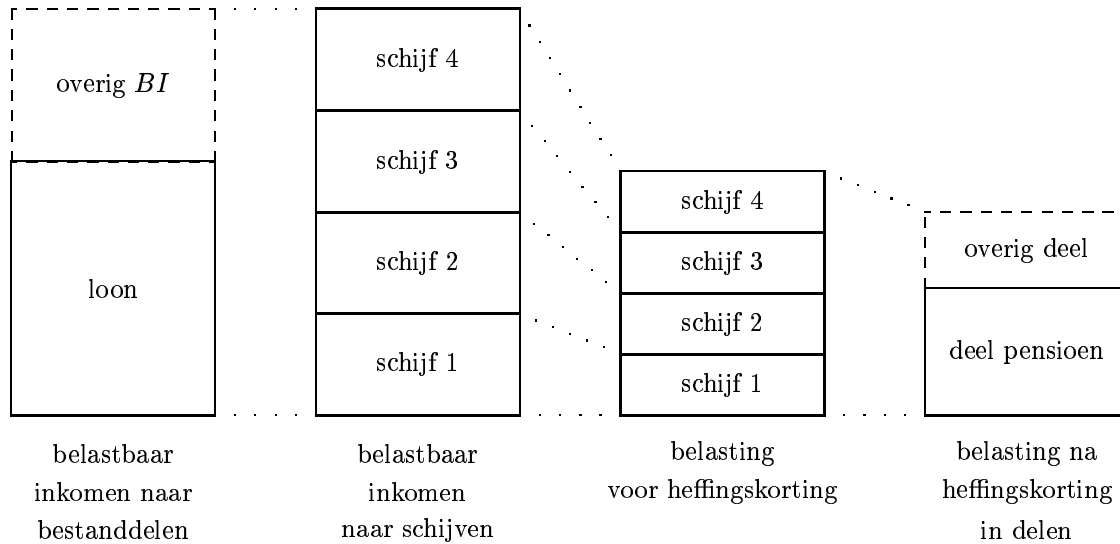 overig BI
loon
schijf 4
schijf 3
schijf 2
schijf 1
schijf 4
schijf 3
schijf 2
schijf 1
overig deel
deel pensioen
belastbaar
inkomen naar
bestanddelen
belastbaar
inkomen
naar schijven
belasting
voor heffingskorting
belasting na
heffingskorting
in delen